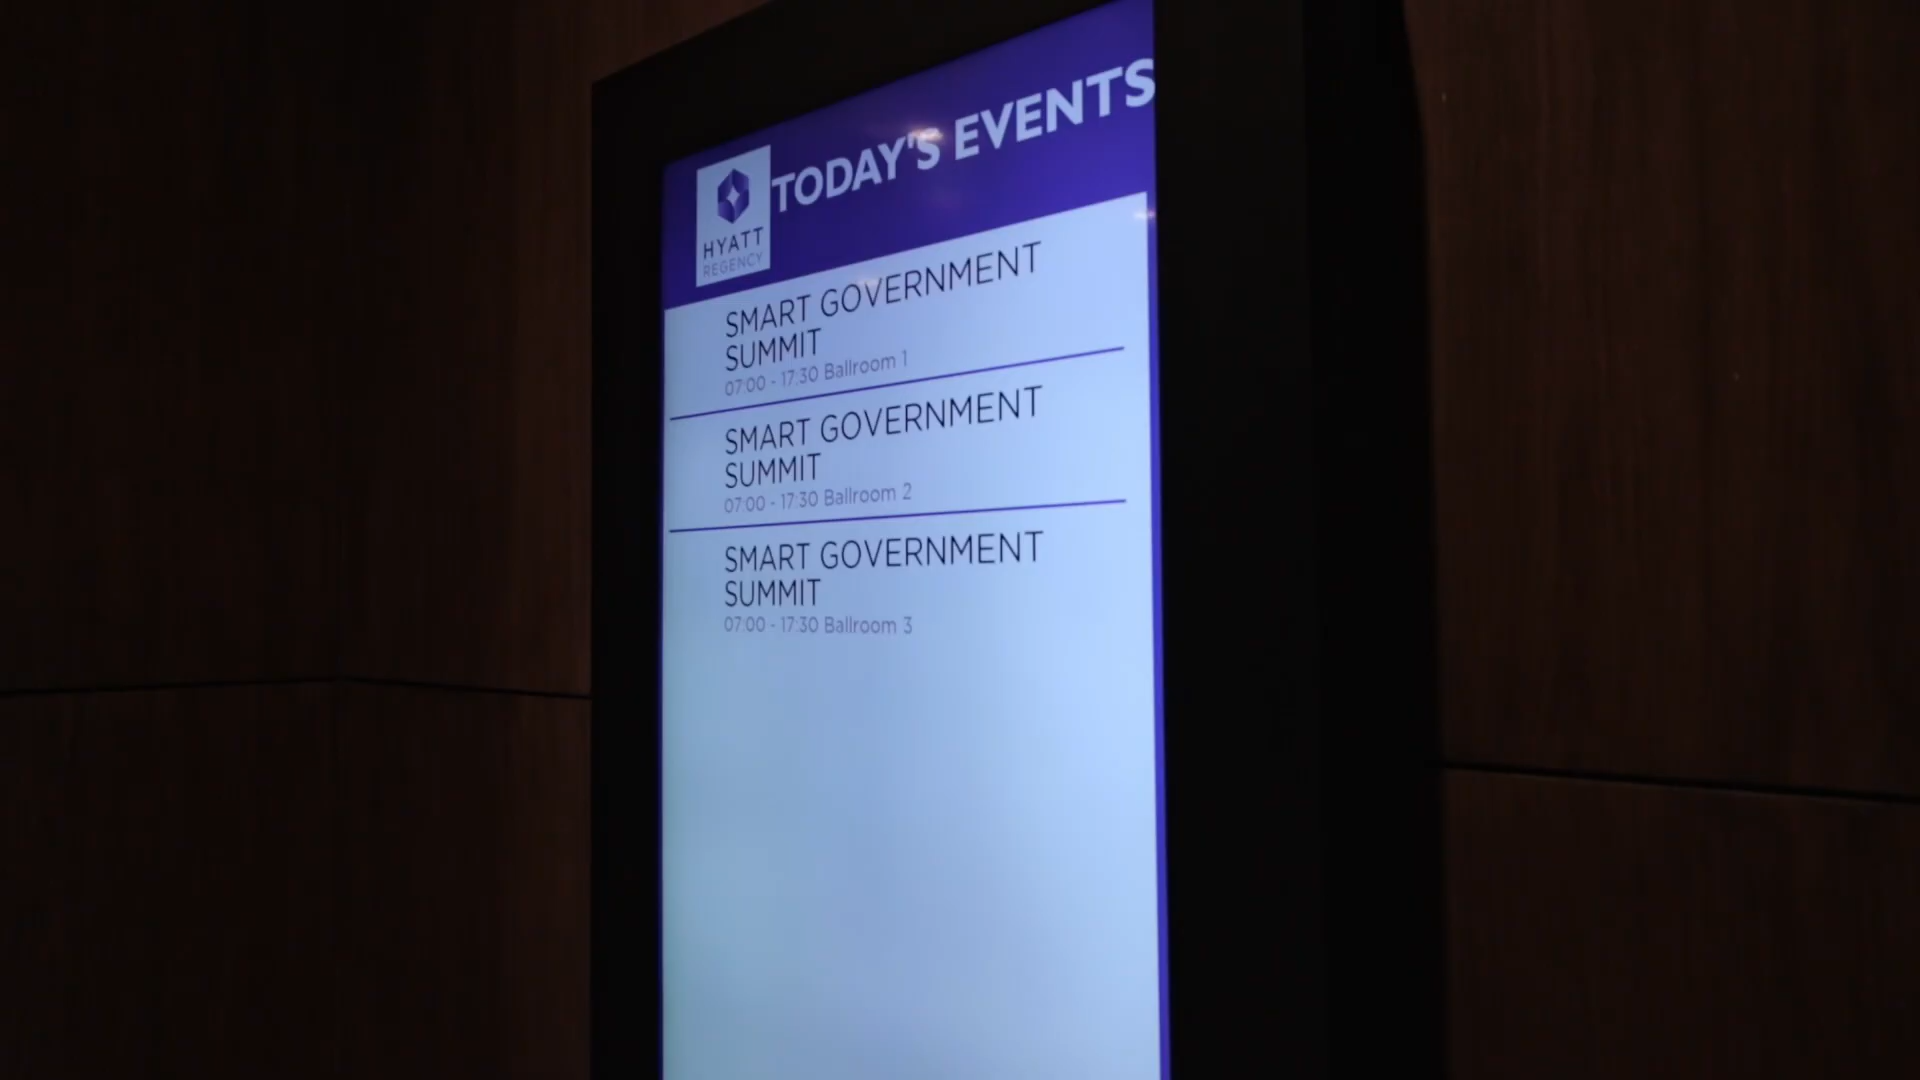 TODAY'S EVENTS
HYATT
REGENCY
SMART GOVERNMENT
SUMMIT
07:00 - 17:30 Ballroom 1
SMART GOVERNMENT
SUMMIT
07:00 - 17:30 Ballroom 2
SMART GOVERNMENT
SUMMIT
07:00 - 17:30 Ballroom 3